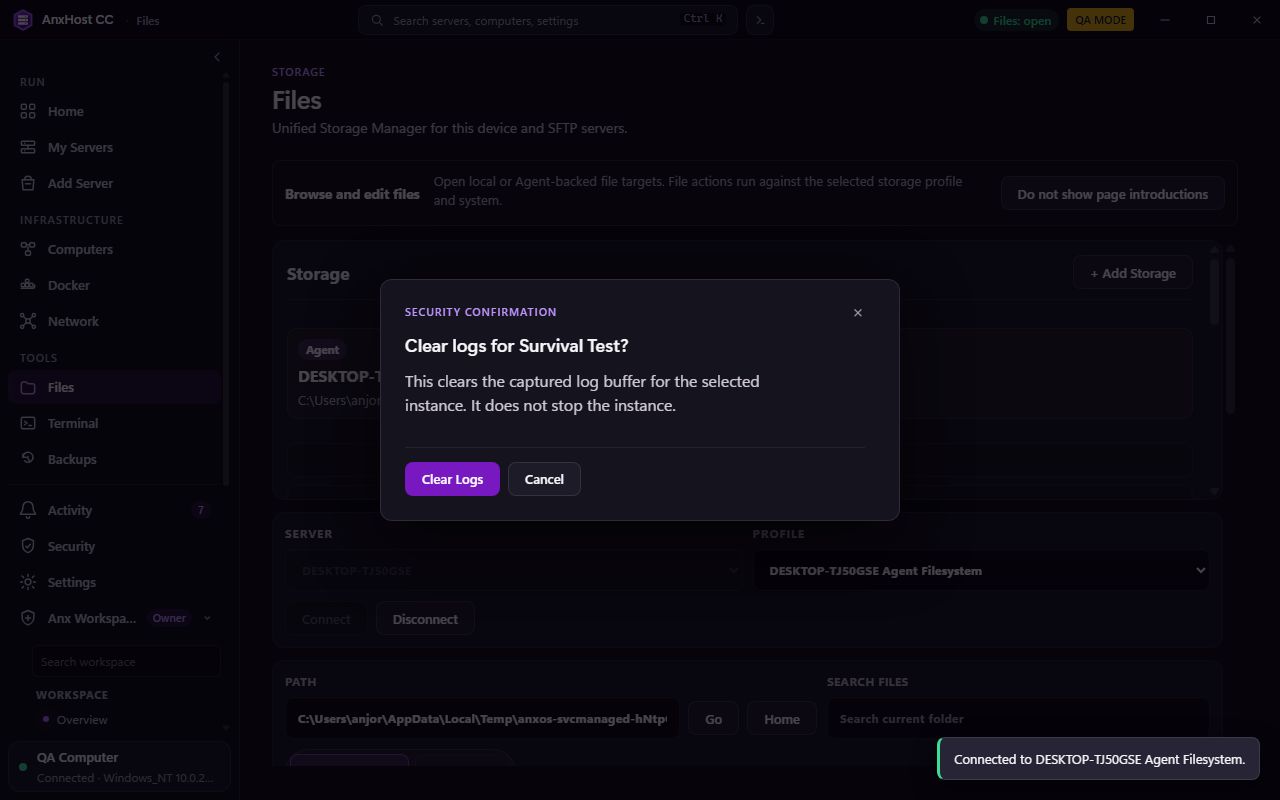 AnxHost CC · Files
Search servers, computers, settings Ctrl K
Files: open
QA MODE
RUN
Home
My Servers
Add Server
INFRASTRUCTURE
Computers
Docker
Network
TOOLS
Files
Terminal
Backups
Activity 7
Security
Settings
Anx Workspa... Owner
Search workspace
WORKSPACE
Overview
QA Computer
Connected · Windows_NT 10.0.2...
STORAGE
Files
Unified Storage Manager for this device and SFTP servers.
Browse and edit files
Open local or Agent-backed file targets. File actions run against the selected storage profile
and system.
Do not show page introductions
Storage
+ Add Storage
Agent
DESKTOP-T
C:\Users\anjor
SECURITY CONFIRMATION
Clear logs for Survival Test?
This clears the captured log buffer for the selected
instance. It does not stop the instance.
Clear Logs
Cancel
SERVER
DESKTOP-TJ50GSE
PROFILE
DESKTOP-TJ50GSE Agent Filesystem
Connect
Disconnect
PATH
C:\Users\anjor\AppData\Local\Temp\anxos-svcmanaged-hNtp
Go
Home
SEARCH FILES
Search current folder
Connected to DESKTOP-TJ50GSE Agent Filesystem.